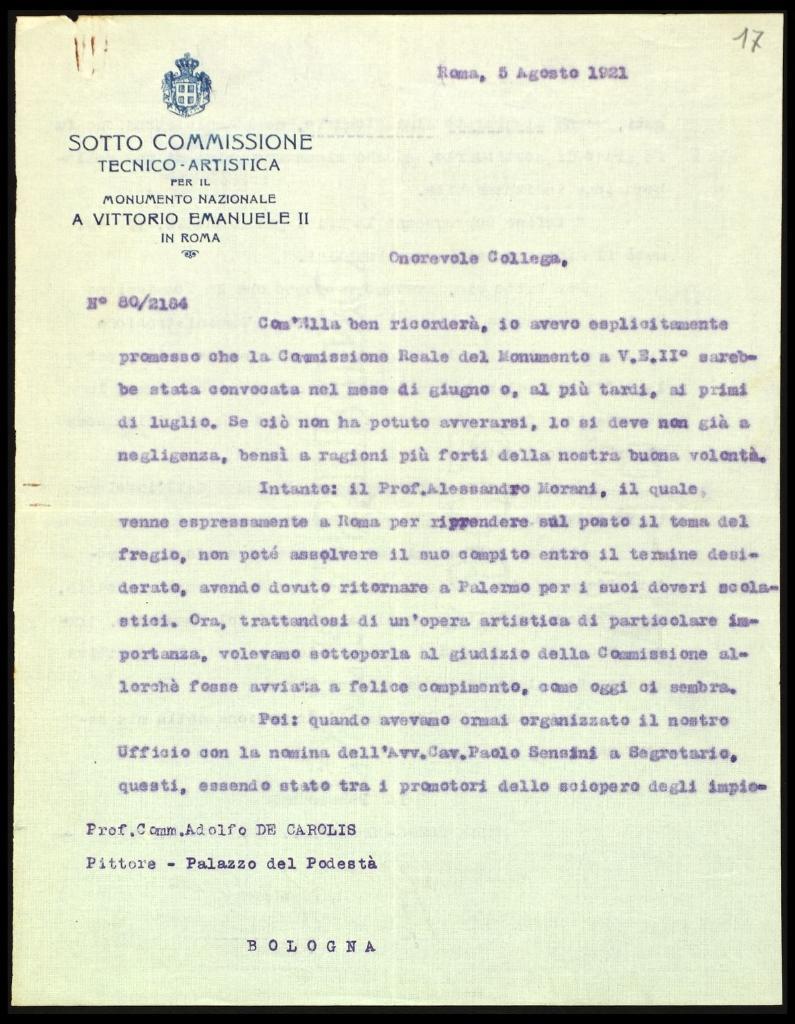 17
Roma, 5 Agosto 1921
SOTTO COMMISSIONE
TECNICO-ARTISTICA
PER IL
MONUMENTO NAZIONALE
A VITTORIO EMANUELE II
IN ROMA
Onorevole Collega,
N° 80/2184
Com'Ella ben ricorderà, io avevo esplicitamente
promesso che la Commissione Reale del Monumento a V.E.II° sareb-
be stata convocata nel mese di giugno o, al più tardi, ai primi
di luglio. Se ciò non ha potuto avverarsi, lo si deve non già a
negligenza, bensì a ragioni più forti della nostra buona volontà.
Intanto: il Prof.Alessandro Morani, il quale,
venne espressamente a Roma per riprendere sul posto il tema del
fregio, non poté assolvere il suo compito entro il termine desi-
derato, avendo dovuto ritornare a Palermo per i suoi doveri scola-
stici. Ora, trattandosi di un'opera artistica di particolare im-
portanza, volevamo sottoporla al giudizio della Commissione al-
lorchè fosse avviata a felice compimento, come oggi ci sembra.
Poi: quando avevamo ormai organizzato il nostro
Ufficio con la nomina dell'Avv.Cav.Paolo Sensini a Segretario,
questi, essendo stato tra i promotori dello sciopero degli impie-
Prof.Comm.Adolfo DE CAROLIS
Pittore - Palazzo del Podestà
BOLOGNA